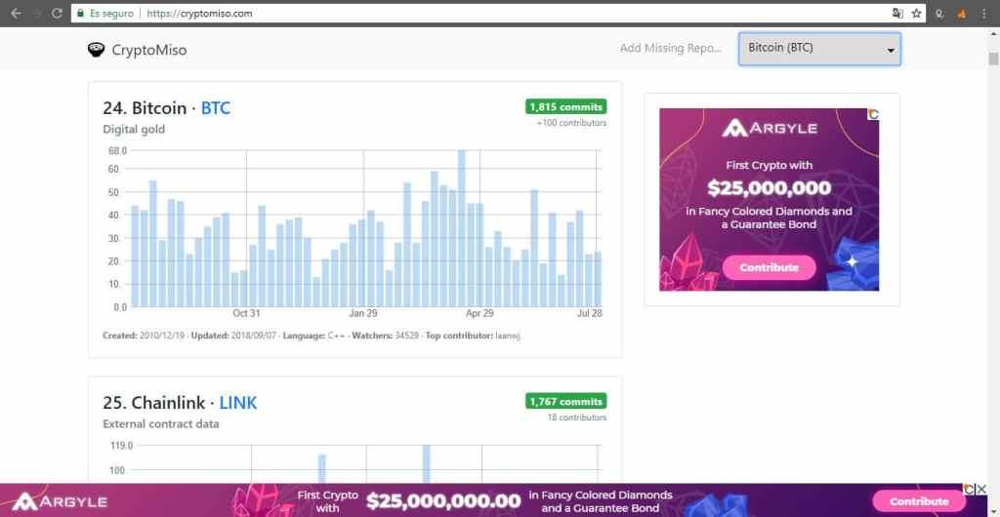 Es seguro | https://cryptomiso.com
CryptoMiso
Add Missing Repo...
Bitcoin (BTC)
24. Bitcoin · BTC
1,815 commits
Digital gold
+100 contributors
68.0
60.
50.
40.
30.
20.
10.
0.0
Oct 31
Jan 29
Apr 29
Jul 28
Created: 2010/12/19 · Updated: 2018/09/07 · Language: C++ · Watchers: 34529 · Top contributor: laanwj
25. Chainlink · LINK
1,767 commits
External contract data
18 contributors
119.0
100.
ARGYLE
First Crypto with
$25,000,000
in Fancy Colored Diamonds and
a Guarantee Bond
Contribute
ARGYLE
First Crypto
with
$25,000,000.00
in Fancy Colored Diamonds
and a Guarantee Bond
Contribute